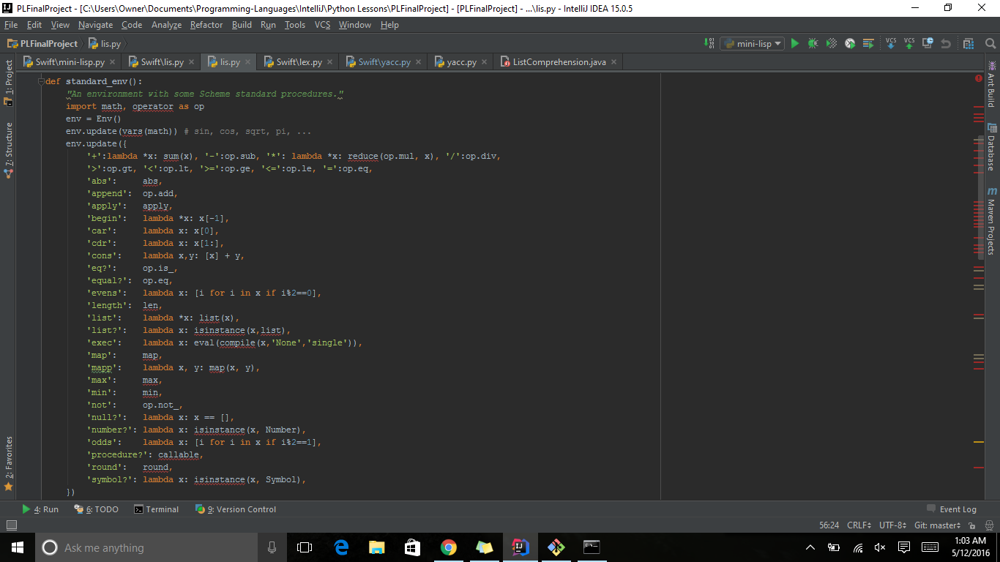 PLFinalProject - [C:\Users\Owner\Documents\Programming-Languages\IntelliJ\Python Lessons\PLFinalProject] - [PLFinalProject] - ...\lis.py - IntelliJ IDEA 15.0.5
File Edit View Navigate Code Analyze Refactor Build Run Tools VCS Window Help
PLFinalProject lis.py mini-lisp VCS VCS
Swift\mini-lisp.py Swift\lis.py lis.py Swift\lex.py Swift\yacc.py yacc.py ListComprehension.java
1: Project
7: Structure
2: Favorites
def standard_env():
"An environment with some Scheme standard procedures."
import math, operator as op
env = Env()
env.update(vars(math)) # sin, cos, sqrt, pi, ...
env.update({
'+':lambda *x: sum(x), '-':op.sub, '*': lambda *x: reduce(op.mul, x), '/':op.div,
'>':op.gt, '<':op.lt, '>=':op.ge, '<=':op.le, '=':op.eq,
'abs': abs,
'append': op.add,
'apply': apply,
'begin': lambda *x: x[-1],
'car': lambda x: x[0],
'cdr': lambda x: x[1:],
'cons': lambda x,y: [x] + y,
'eq?': op.is_,
'equal?': op.eq,
'evens': lambda x: [i for i in x if i%2==0],
'length': len,
'list': lambda *x: list(x),
'list?': lambda x: isinstance(x,list),
'exec': lambda x: eval(compile(x,'None','single')),
'map': map,
'mapp': lambda x, y: map(x, y),
'max': max,
'min': min,
'not': op.not_,
'null?': lambda x: x == [],
'number?': lambda x: isinstance(x, Number),
'odds': lambda x: [i for i in x if i%2==1],
'procedure?': callable,
'round': round,
'symbol?': lambda x: isinstance(x, Symbol),
})
Ant Build
Database
Maven Projects
4: Run 6: TODO Terminal 9: Version Control Event Log
56:24 CRLF UTF-8 Git: master
Ask me anything
1:03 AM
5/12/2016